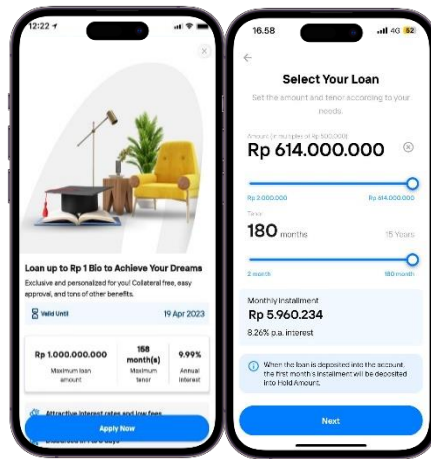 12:22
Loan up to Rp 1 Bio to Achieve Your Dreams
Exclusive and personalized for you! Collateral free, easy
approval, and tons of other benefits.
Valid Until 19 Apr 2023
Rp 1.000.000.000
Maximum loan
amount
168
month(s)
Maximum
tenor
9.99%
Annual
interest
Attractive interest rates and low fees
Apply Now
16.58
4G 52
Select Your Loan
Set the amount and tenor according to your
needs.
Amount (in multiples of Rp 500,000)
Rp 614.000.000
Rp 2.000.000 Rp 614.000.000
Tenor
180 months 15 Years
2 month 180 month
Monthly installment
Rp 5.960.234
8.26% p.a. interest
When the loan is deposited into the account,
the first month's installment will be deposited
into Hold Amount.
Next